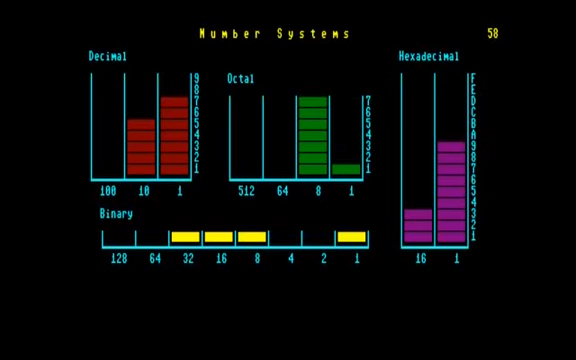 Number Systems 58
Decimal
9
8
7
6
5
4
3
2
1
100 10 1
Octal
7
6
5
4
3
2
1
512 64 8 1
Hexadecimal
F
E
D
C
B
A
9
8
7
6
5
4
3
2
1
16 1
Binary
128 64 32 16 8 4 2 1